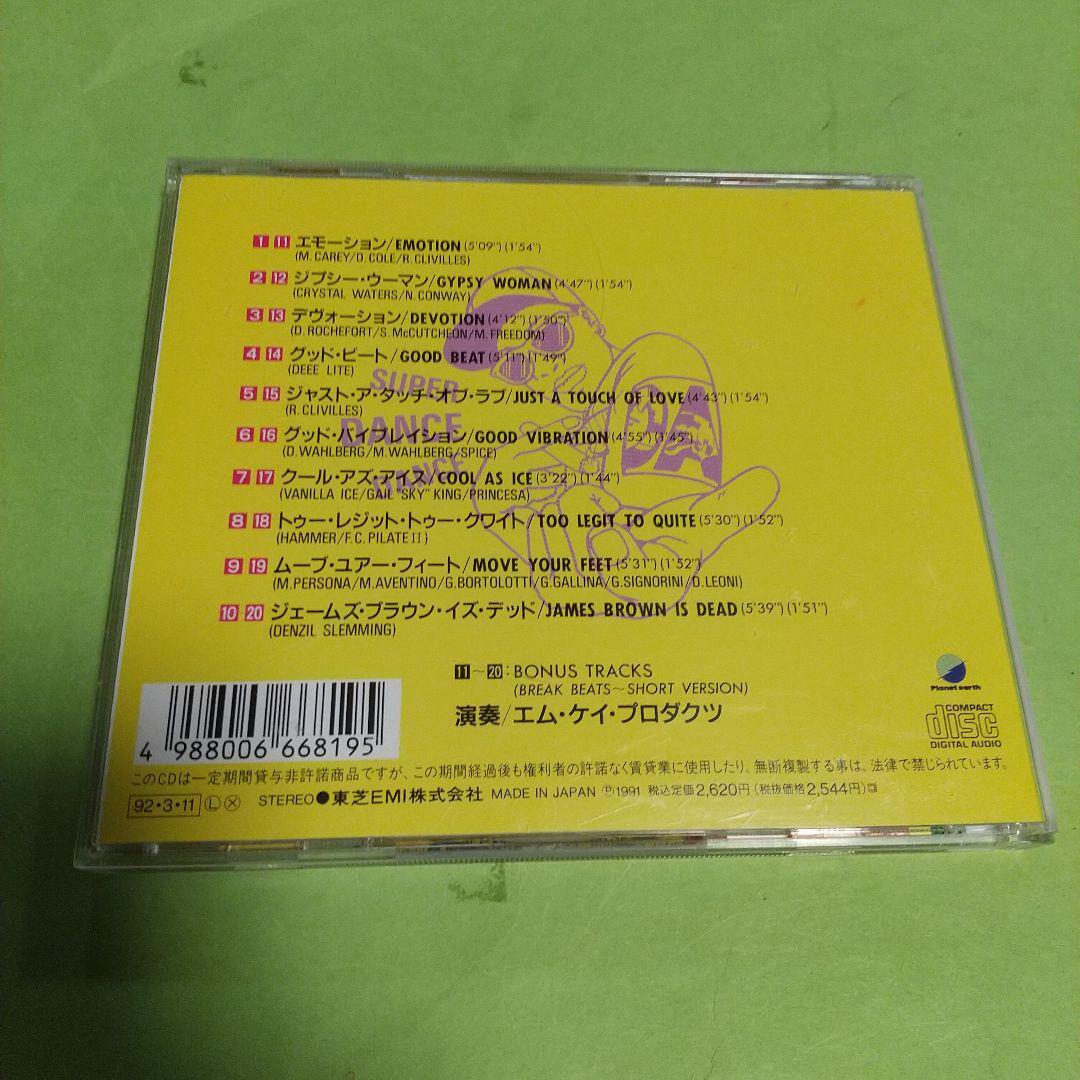 1 11 エモーション/EMOTION(5'09")(1'54")
(M. CAREY/D. COLE/R. CLIVILLES)
2 12 ジプシー・ウーマン/GYPSY WOMAN(4'47")(1'54")
(CRYSTAL WATERS/N. CONWAY)
3 13 デヴォーション/DEVOTION(4'12")(1'50")
(D. ROCHEFORT/S. McCUTCHEON/M. FREEDOM)
4 14 グッド・ビート/GOOD BEAT(5'11")(1'49")
(DEEE LITE)
5 15 ジャスト・ア・タッチ・オブ・ラブ/JUST A TOUCH OF LOVE(4'43")(1'54")
(R. CLIVILLES)
6 16 グッド・バイブレイション/GOOD VIBRATION(4'55")(1'45")
(D. WAHLBERG/M. WAHLBERG/SPICE)
7 17 クール・アズ・アイス/COOL AS ICE(3'22")(1'44")
(VANILLA ICE/GAIL "SKY" KING/PRINCESA)
8 18 トゥー・レジット・トゥー・クワイト/TOO LEGIT TO QUITE(5'30")(1'52")
(HAMMER/F. C. PILATE II)
9 19 ムーブ・ユアー・フィート/MOVE YOUR FEET(5'31")(1'52")
(M. PERSONA/M. AVENTINO/G. BORTOLOTTI/G. GALLINA/G. SIGNORINI/D. LEONI)
10 20 ジェームズ・ブラウン・イズ・デッド/JAMES BROWN IS DEAD(5'39")(1'51")
(DENZIL SLEMMING)
SUPER
DANCE
DANCE
11~20: BONUS TRACKS
(BREAK BEATS~SHORT VERSION)
演奏/エム・ケイ・プロダクツ
Planet earth
COMPACT
disc
DIGITAL AUDIO
4 988006 668195
このCDは一定期間貸与非許諾商品ですが、この期間経過後も権利者の許諾なく賃貸業に使用したり、無断複製する事は、法律で禁じられています。
92・3・11 Ⓛ Ⓧ STEREO●東芝EMI株式会社 MADE IN JAPAN Ⓟ1991 税込定価2,620円(税抜価格2,544円)